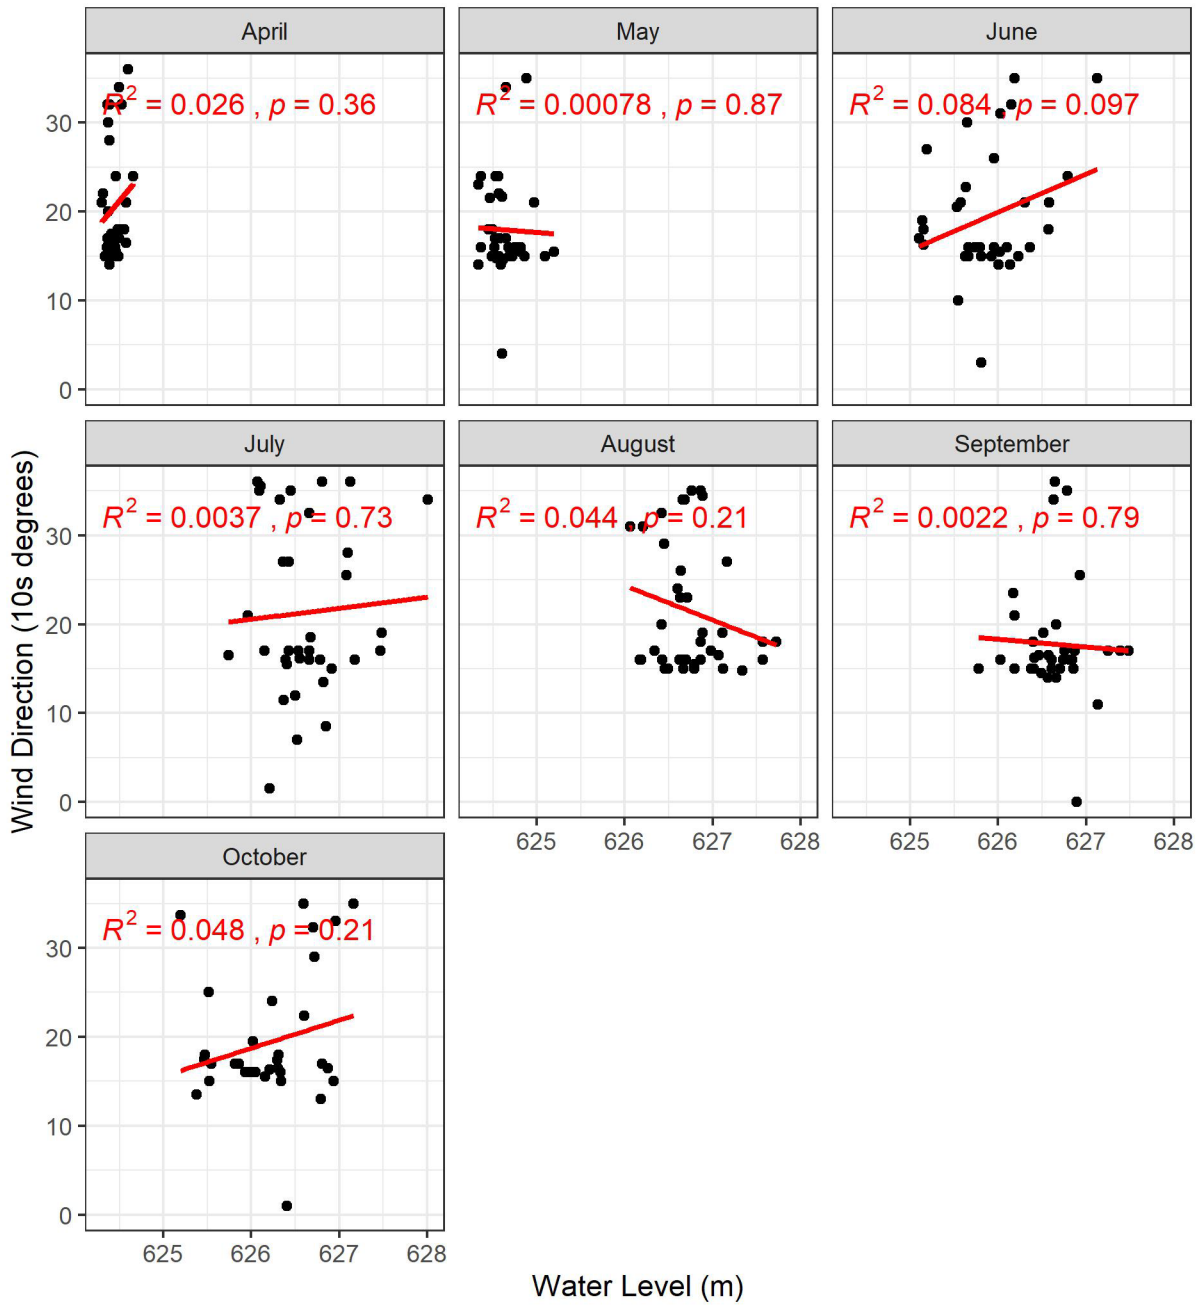 April May June
R² = 0.026 , p = 0.36 R² = 0.00078 , p = 0.87 R² = 0.084 , p = 0.097
30
20
10
0
July August September
R² = 0.0037 , p = 0.73 R² = 0.044 , p = 0.21 R² = 0.0022 , p = 0.79
30
20
10
0
625 626 627 628 625 626 627 628
October
R² = 0.048 , p = 0.21
30
20
10
0
625 626 627 628
Wind Direction (10s degrees)
Water Level (m)